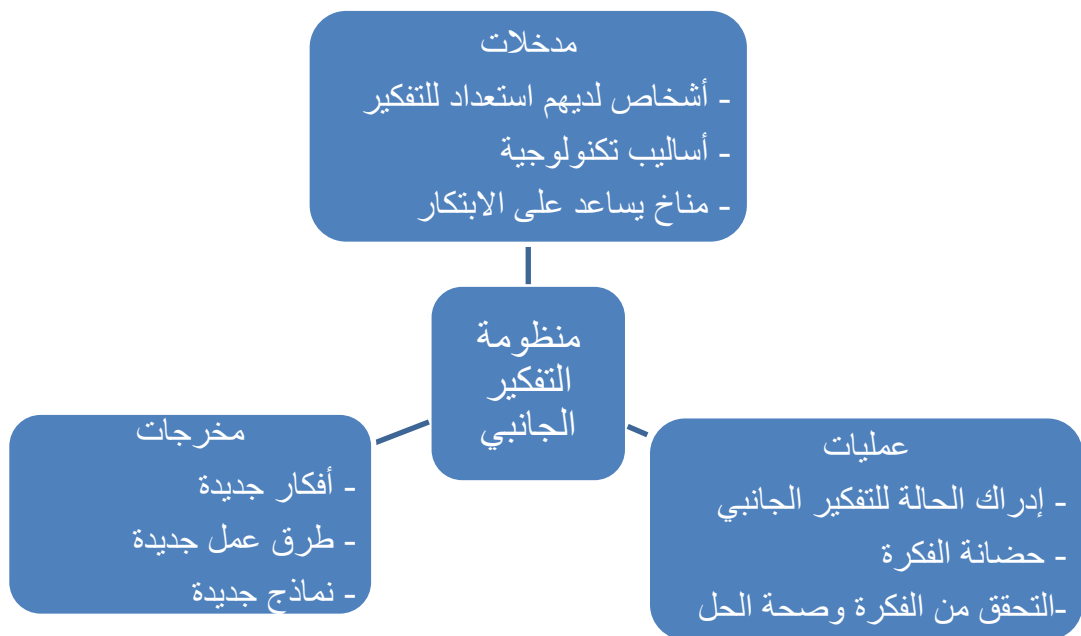 مدخلات
- أشخاص لديهم استعداد للتفكير
- أساليب تكنولوجية
- مناخ يساعد على الابتكار
منظومة
التفكير
الجانبي
عمليات
- إدراك الحالة للتفكير الجانبي
- حضانة الفكرة
-التحقق من الفكرة وصحة الحل
مخرجات
- أفكار جديدة
- طرق عمل جديدة
- نماذج جديدة